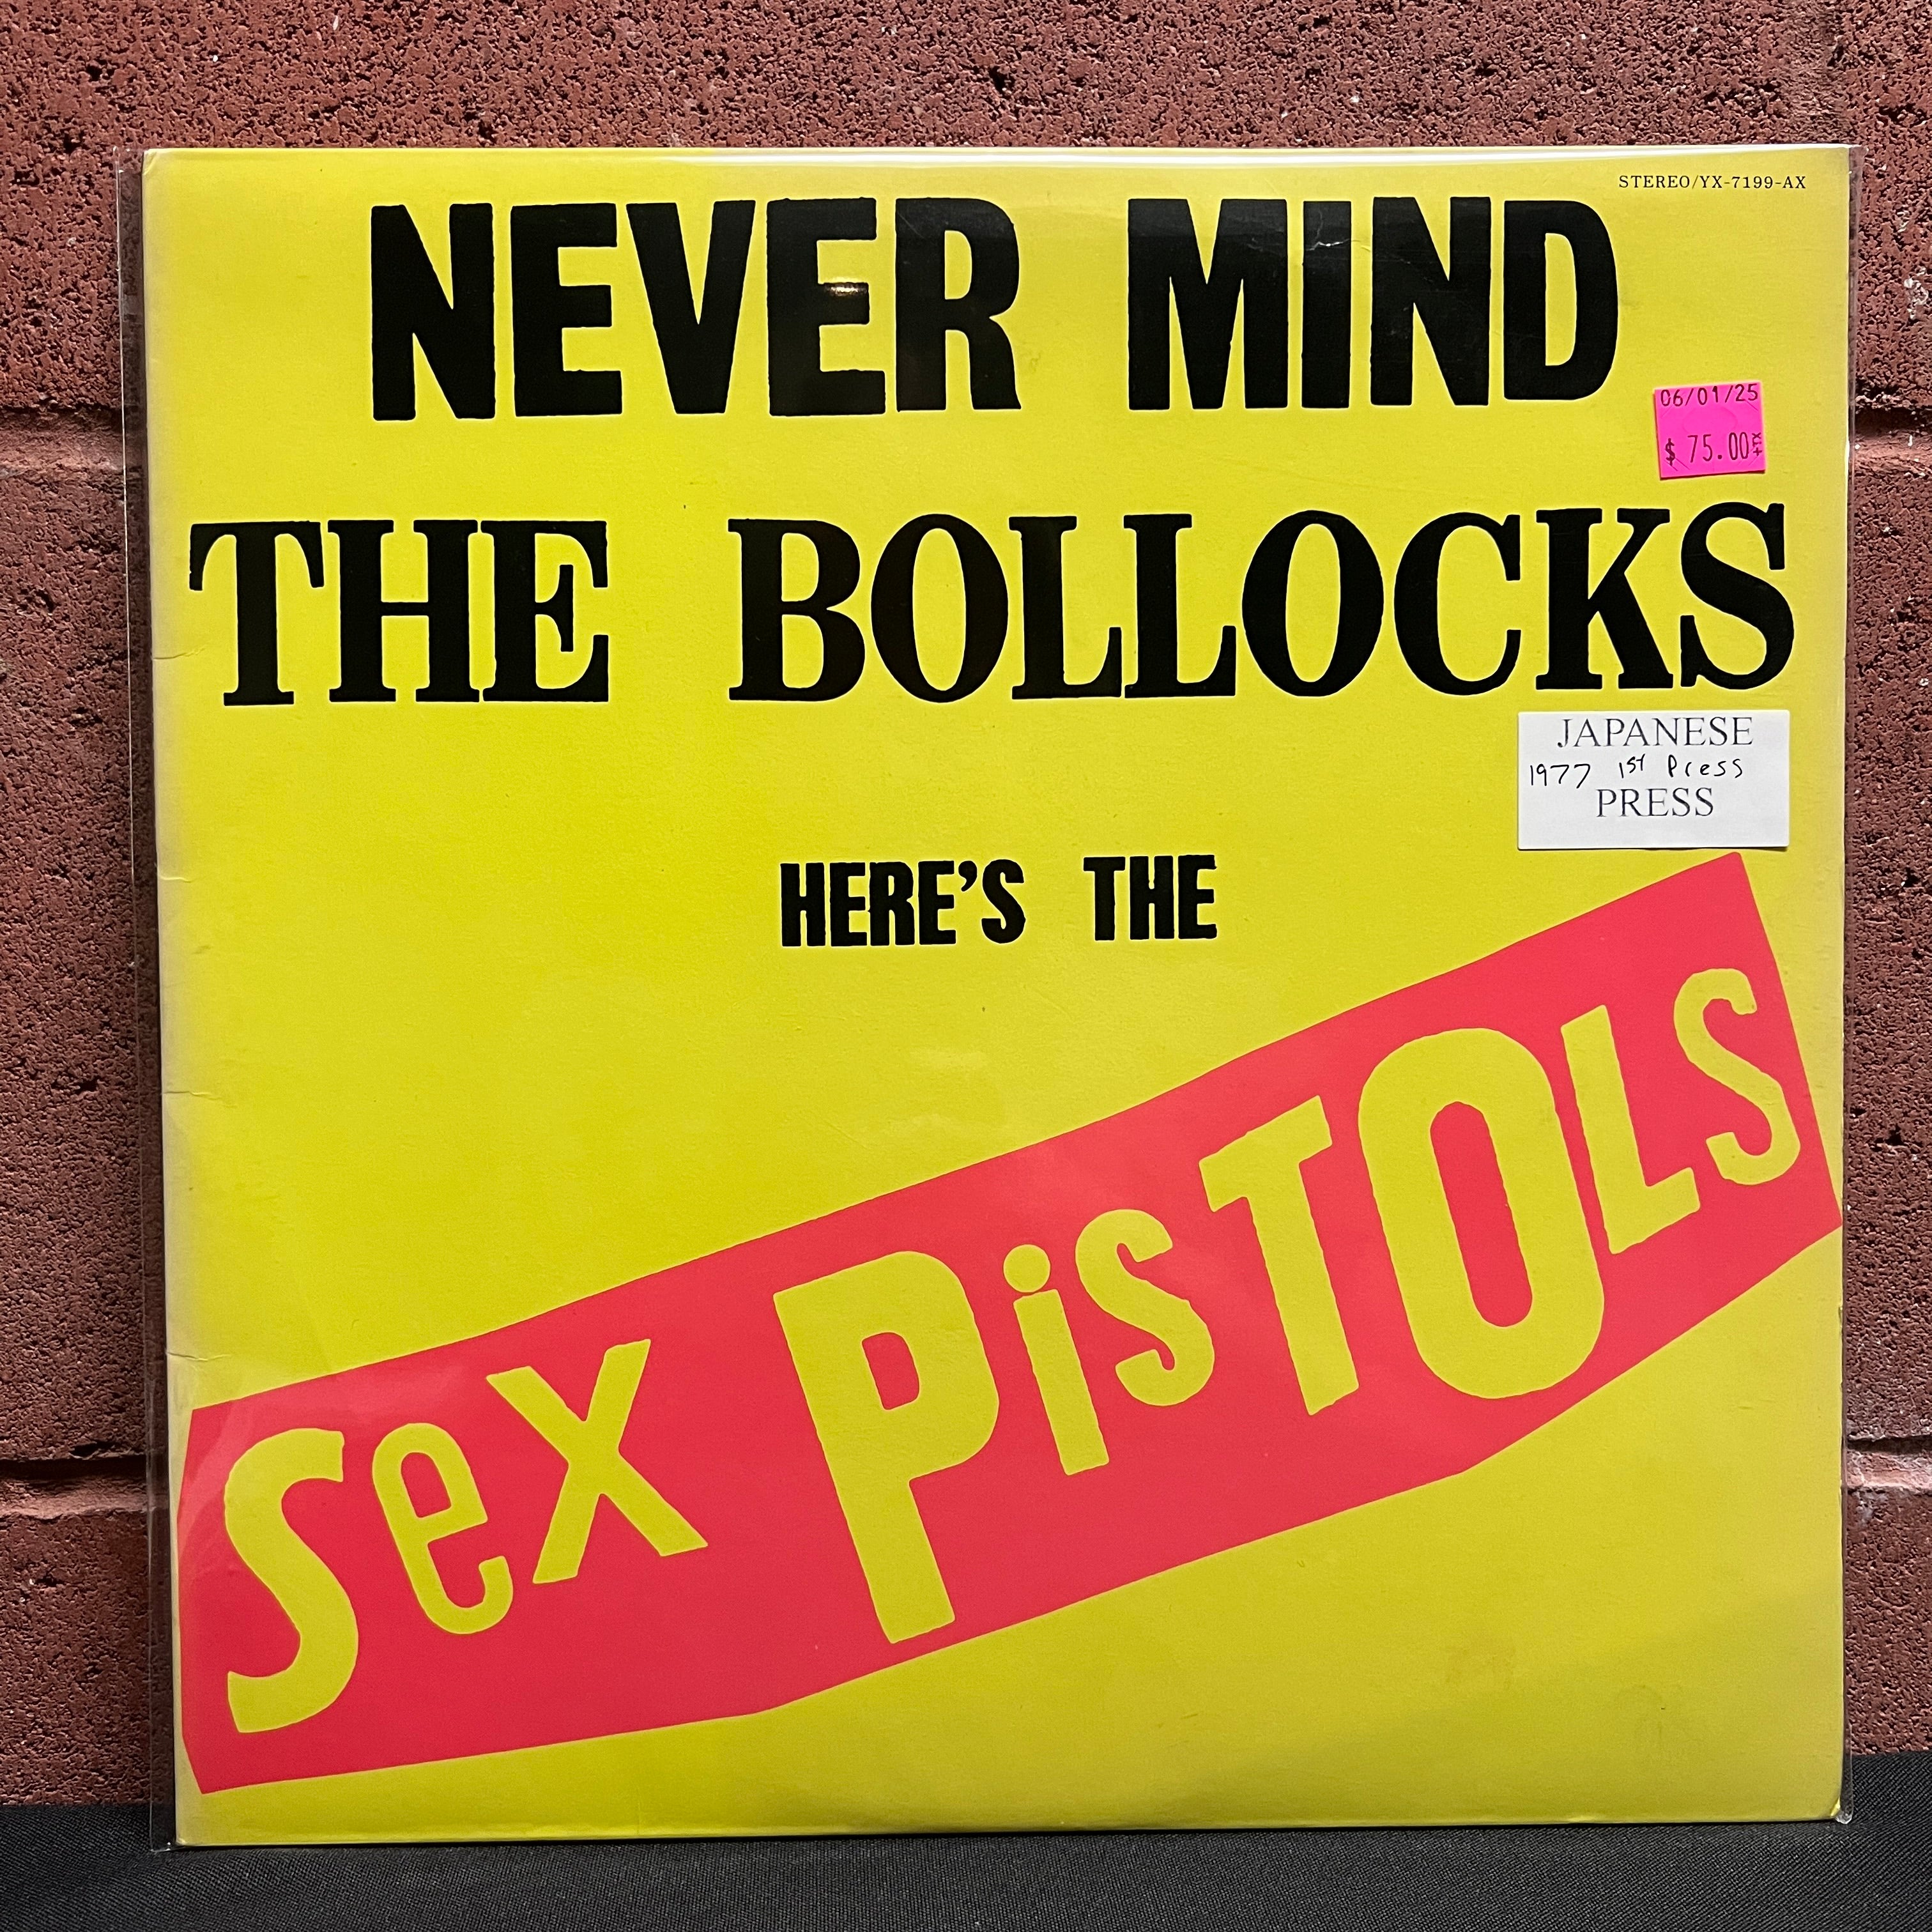 STEREO/YX-7199-AX
NEVER MIND
06/01/25
$ 75.00 +TX
THE BOLLOCKS
JAPANESE
1977 1st Press
PRESS
HERE'S THE
SeX PiSTOLS